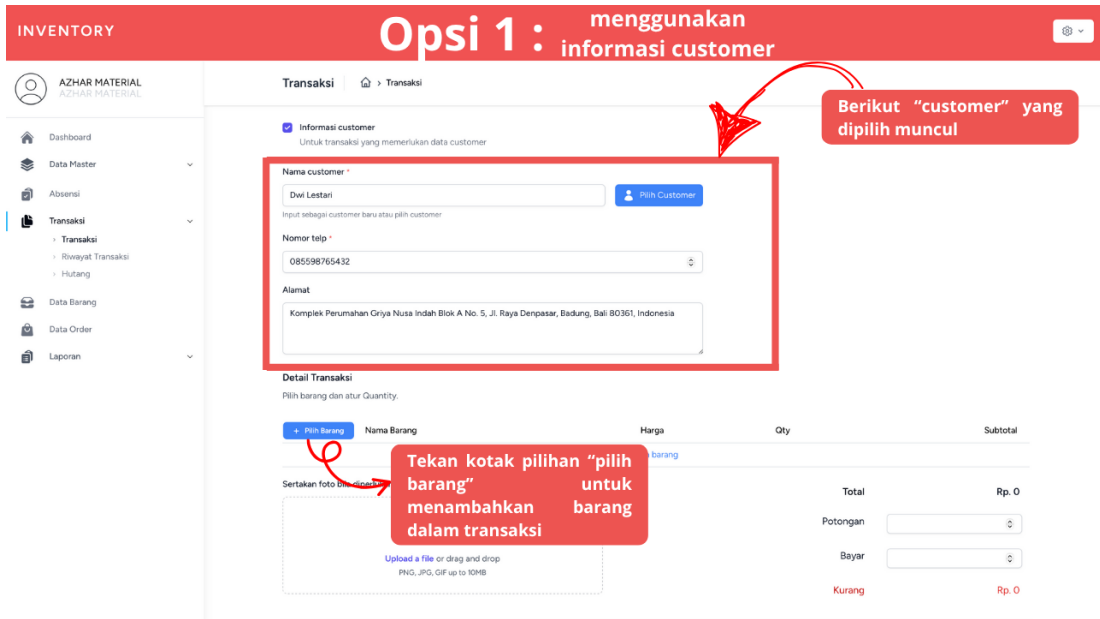 INVENTORY
Opsi 1 : menggunakan
informasi customer
AZHAR MATERIAL
AZHAR MATERIAL
Dashboard
Data Master
Absensi
Transaksi
Transaksi
Riwayat Transaksi
Hutang
Data Barang
Data Order
Laporan
Transaksi > Transaksi
Berikut "customer" yang
dipilih muncul
Informasi customer
Untuk transaksi yang memerlukan data customer
Nama customer *
Dwi Lestari
Pilih Customer
Input sebagai customer baru atau pilih customer
Nomor telp *
085598765432
Alamat
Komplek Perumahan Griya Nusa Indah Blok A No. 5, Jl. Raya Denpasar, Badung, Bali 80361, Indonesia
Detail Transaksi
Pilih barang dan atur Quantity.
+ Pilih Barang Nama Barang Harga Qty Subtotal
barang
Tekan kotak pilihan "pilih
barang" untuk
menambahkan barang
dalam transaksi
Sertakan foto bila
Upload a file or drag and drop
PNG, JPG, GIF up to 10MB
Total Rp. 0
Potongan
Bayar
Kurang Rp. 0